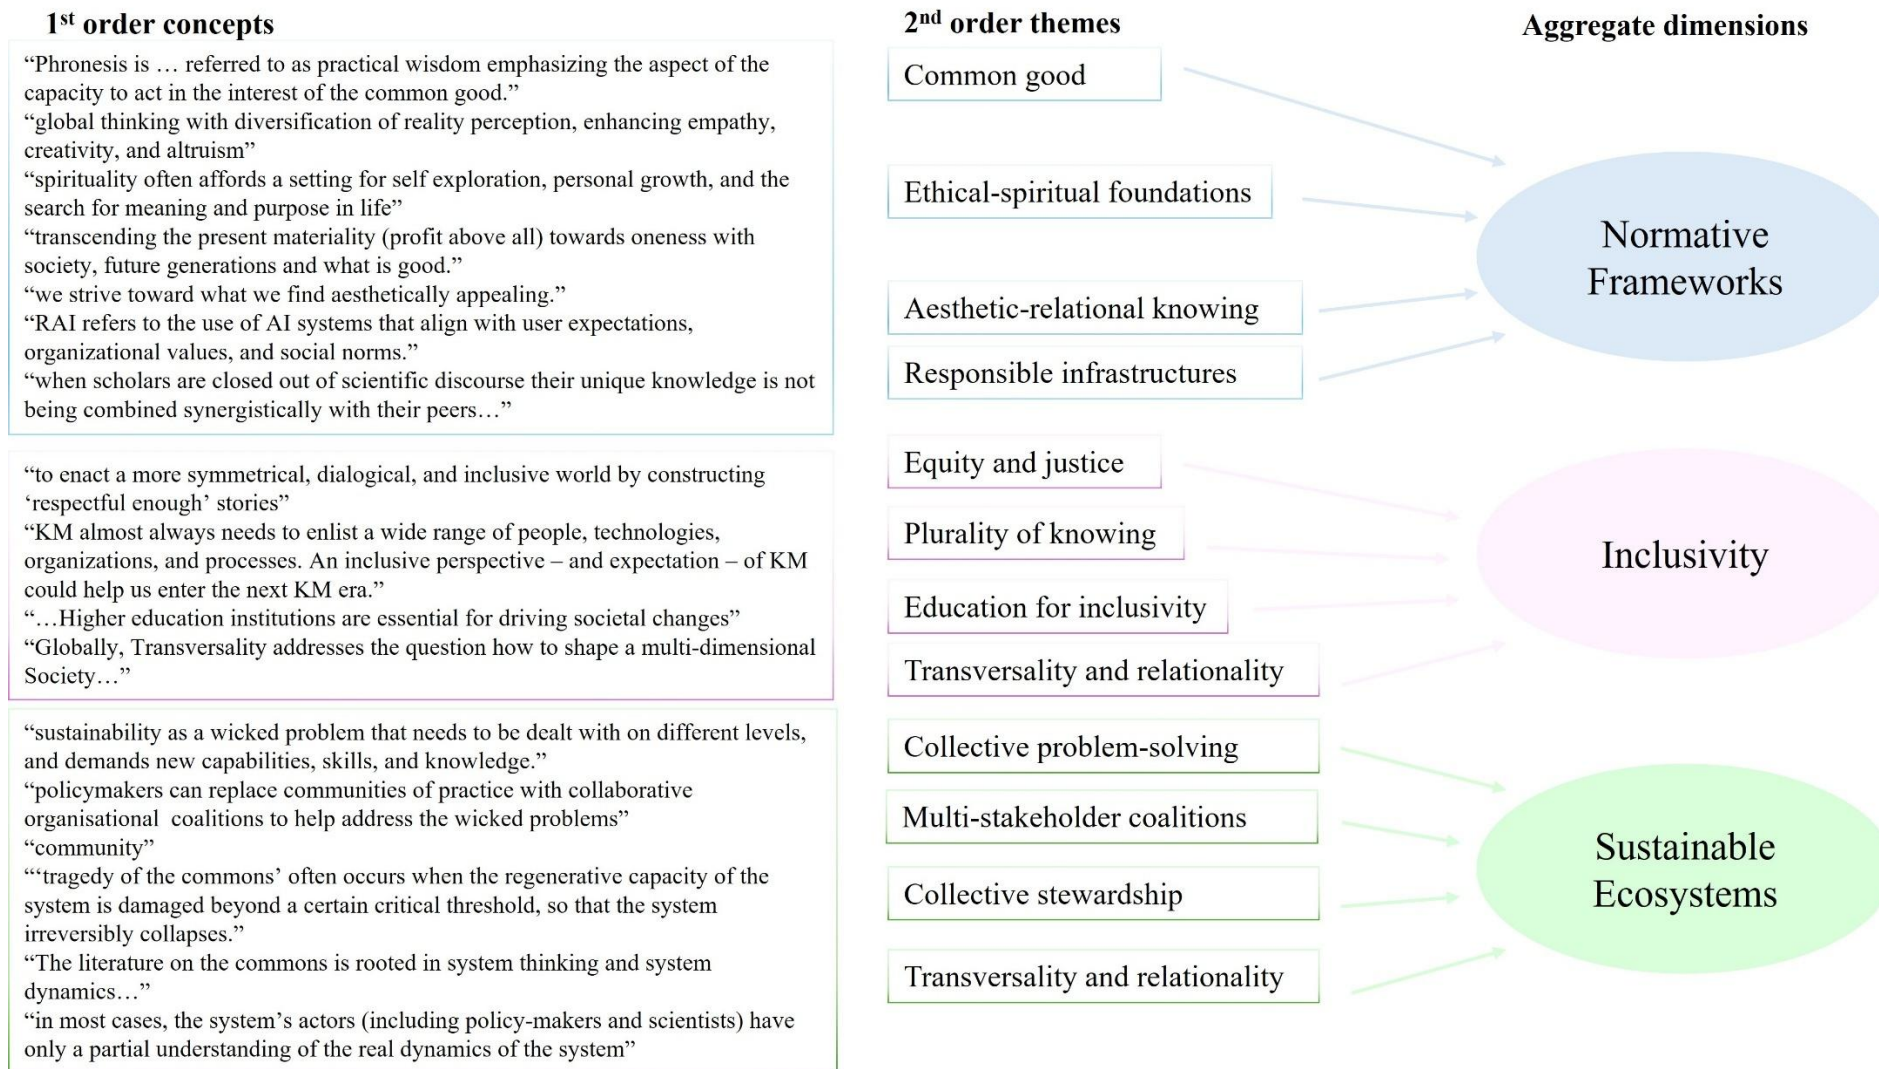 1st order concepts
“Phronesis is … referred to as practical wisdom emphasizing the aspect of the
capacity to act in the interest of the common good.”
“global thinking with diversification of reality perception, enhancing empathy,
creativity, and altruism”
“spirituality often affords a setting for self exploration, personal growth, and the
search for meaning and purpose in life”
“transcending the present materiality (profit above all) towards oneness with
society, future generations and what is good.”
“we strive toward what we find aesthetically appealing.”
“RAI refers to the use of AI systems that align with user expectations,
organizational values, and social norms.”
“when scholars are closed out of scientific discourse their unique knowledge is not
being combined synergistically with their peers…”
“to enact a more symmetrical, dialogical, and inclusive world by constructing
‘respectful enough’ stories”
“KM almost always needs to enlist a wide range of people, technologies,
organizations, and processes. An inclusive perspective – and expectation – of KM
could help us enter the next KM era.”
“…Higher education institutions are essential for driving societal changes”
“Globally, Transversality addresses the question how to shape a multi-dimensional
Society…”
“sustainability as a wicked problem that needs to be dealt with on different levels,
and demands new capabilities, skills, and knowledge.”
“policymakers can replace communities of practice with collaborative
organisational coalitions to help address the wicked problems”
“community”
“‘tragedy of the commons’ often occurs when the regenerative capacity of the
system is damaged beyond a certain critical threshold, so that the system
irreversibly collapses.”
“The literature on the commons is rooted in system thinking and system
dynamics…”
“in most cases, the system’s actors (including policy-makers and scientists) have
only a partial understanding of the real dynamics of the system”
2nd order themes
Common good
Ethical-spiritual foundations
Aesthetic-relational knowing
Responsible infrastructures
Equity and justice
Plurality of knowing
Education for inclusivity
Transversality and relationality
Collective problem-solving
Multi-stakeholder coalitions
Collective stewardship
Transversality and relationality
Aggregate dimensions
Normative
Frameworks
Inclusivity
Sustainable
Ecosystems